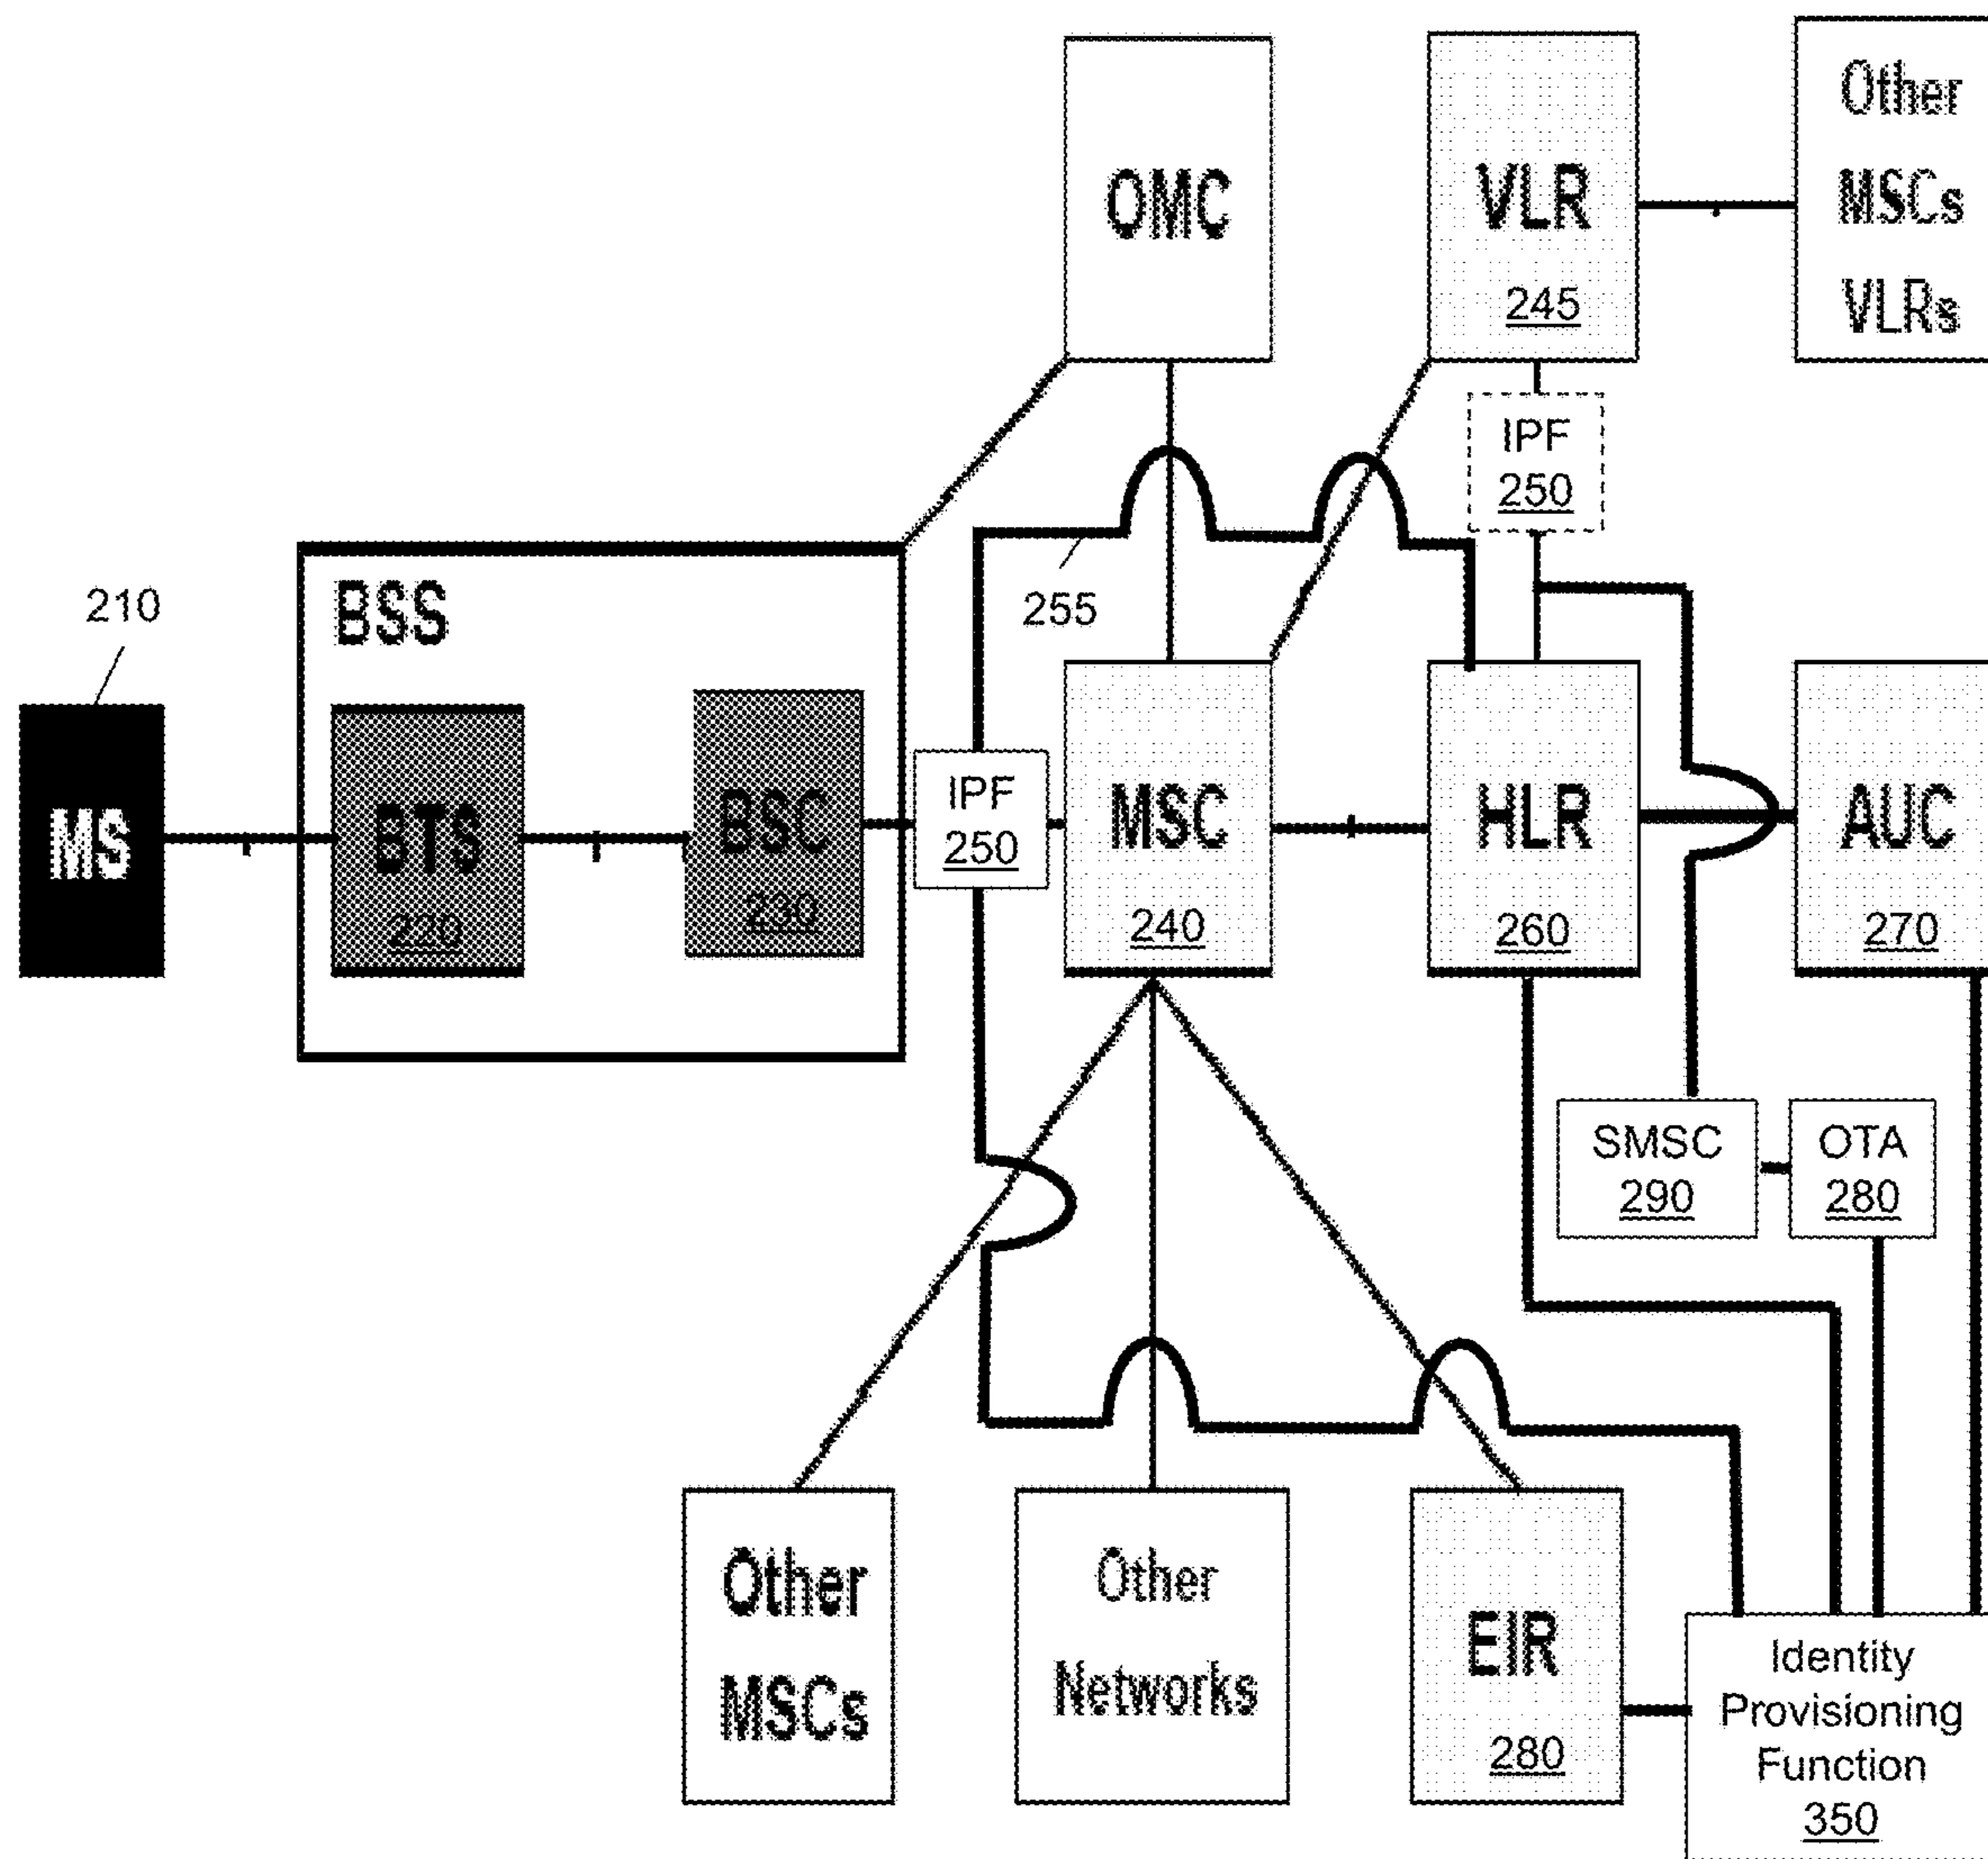 OMC
VLR
245
Other
MSCs
VLRs
IPF
250
255
210
BSS
MS
BTS
220
BSC
230
IPF
250
MSC
240
HLR
260
AUC
270
SMSC
290
OTA
280
Other
MSCs
Other
Networks
EIR
280
Identity
Provisioning
Function
350